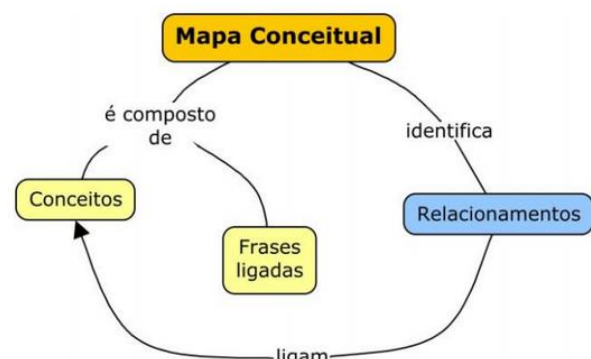 Mapa Conceitual
é composto
de
identifica
Conceitos
Relacionamentos
Frases
ligadas
ligam